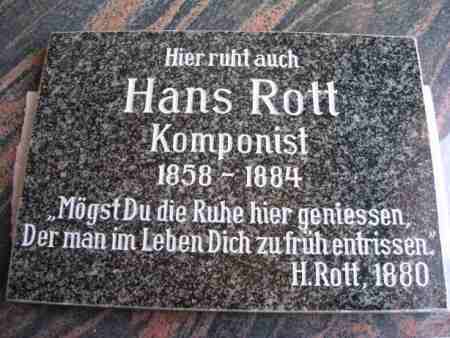 Hier ruht auch
Hans Rott
Komponist
1858 - 1884
„Mögst Du die Ruhe hier geniessen,
Der man im Leben Dich zu früh entrissen.“
H. Rott, 1880